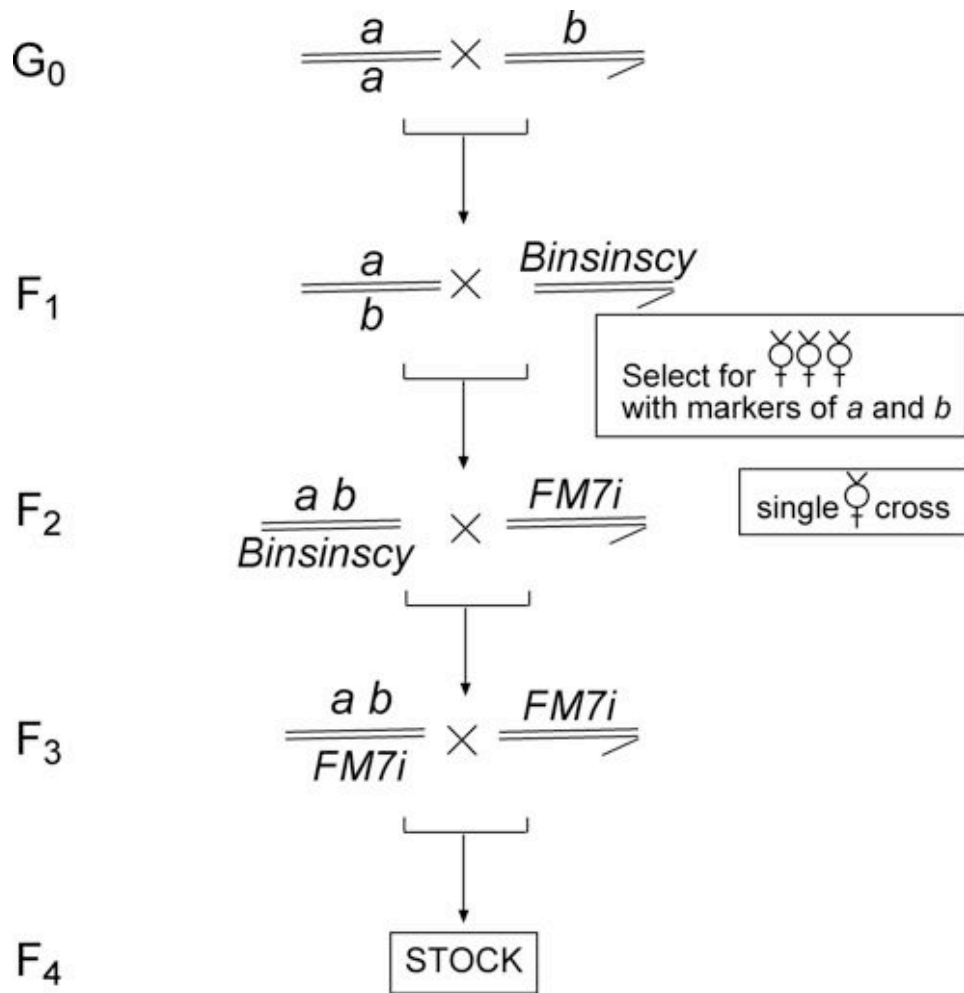 G0
a
b
a
F1
a
Binsinscy
b
Select for
with markers of a and b
F2
a b
FM7i
Binsinscy
single cross
F3
a b
FM7i
FM7i
F4
STOCK